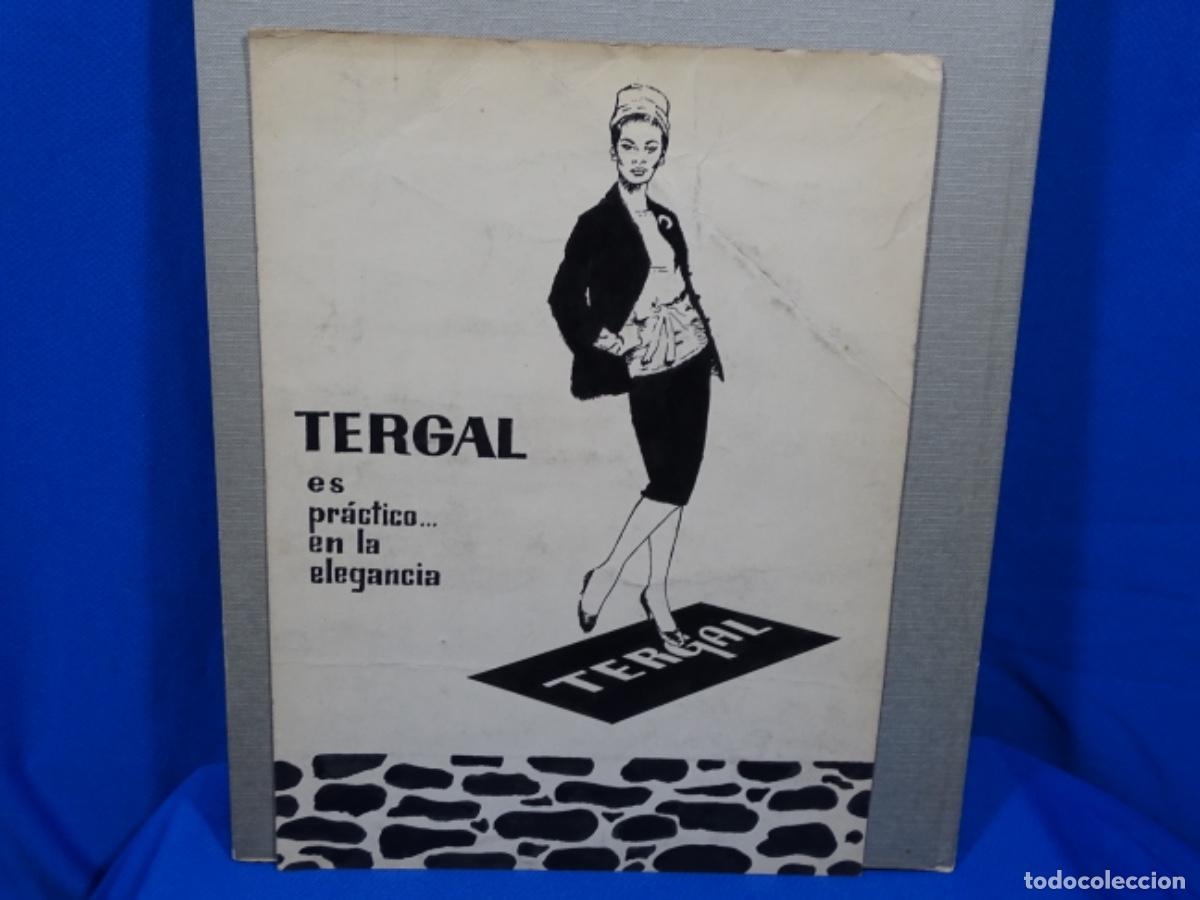 TERGAL
es
práctico...
en la
elegancia
TERGAL
todocoleccion